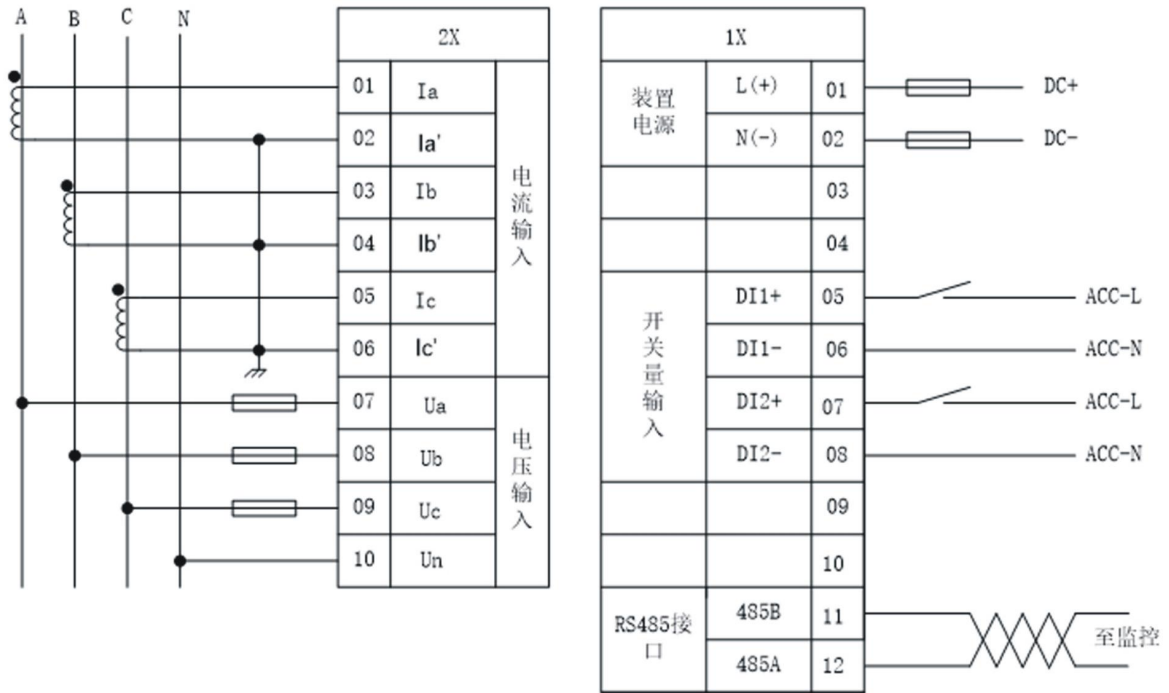 A B C N
2X
01 Ia
02 Ia'
03 Ib
04 Ib'
05 Ic
06 Ic'
电流输入
07 Ua
08 Ub
09 Uc
10 Un
电压输入
1X
装置
电源
L(+) 01 DC+
N(-) 02 DC-
03
04
开关量输入
DI1+ 05 ACC-L
DI1- 06 ACC-N
DI2+ 07 ACC-L
DI2- 08 ACC-N
09
10
RS485接
口
485B 11
485A 12
至监控